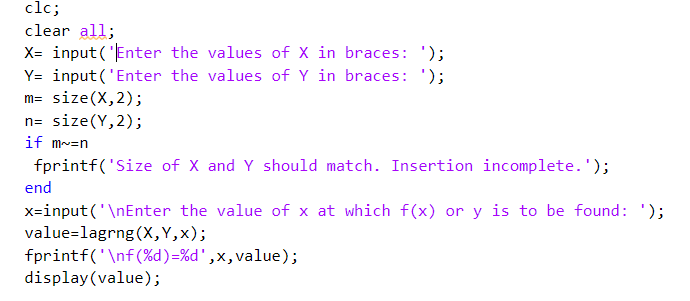 clc;
clear all;
X= input('Enter the values of X in braces: ');
Y= input('Enter the values of Y in braces: ');
m= size(X,2);
n= size(Y,2);
if m~=n
 fprintf('Size of X and Y should match. Insertion incomplete.');
end
x=input('\nEnter the value of x at which f(x) or y is to be found: ');
value=lagrng(X,Y,x);
fprintf('\nf(%d)=%d',x,value);
display(value);